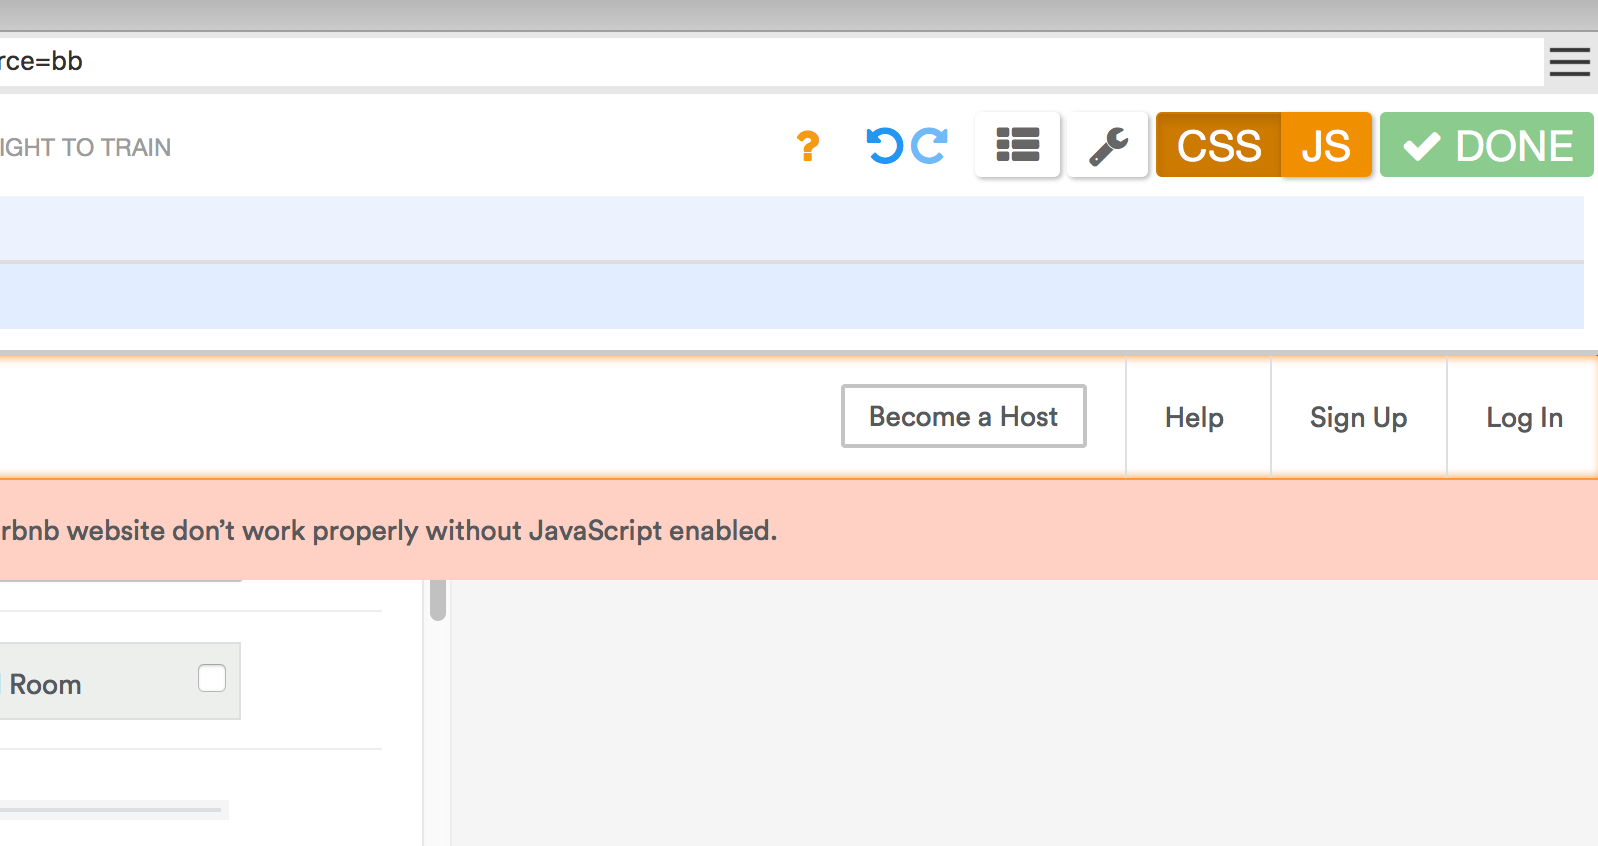 rce=bb
IGHT TO TRAIN
?
CSS
JS
DONE
Become a Host
Help
Sign Up
Log In
rbnb website don’t work properly without JavaScript enabled.
Room